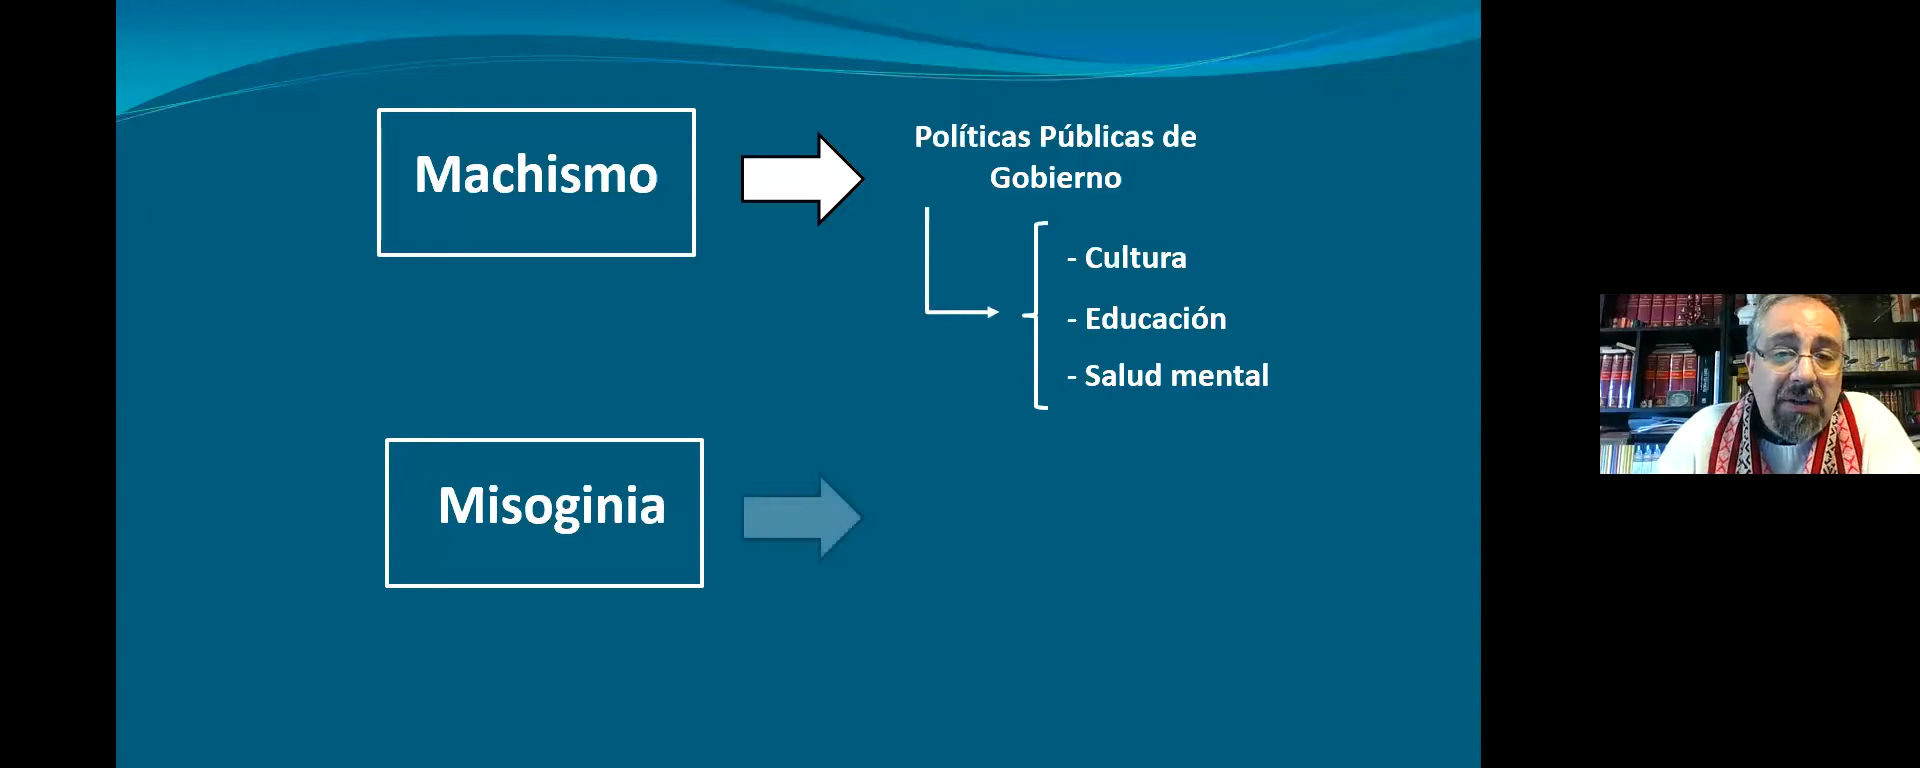 Machismo
Políticas Públicas de
Gobierno
- Cultura
- Educación
- Salud mental
Misoginia